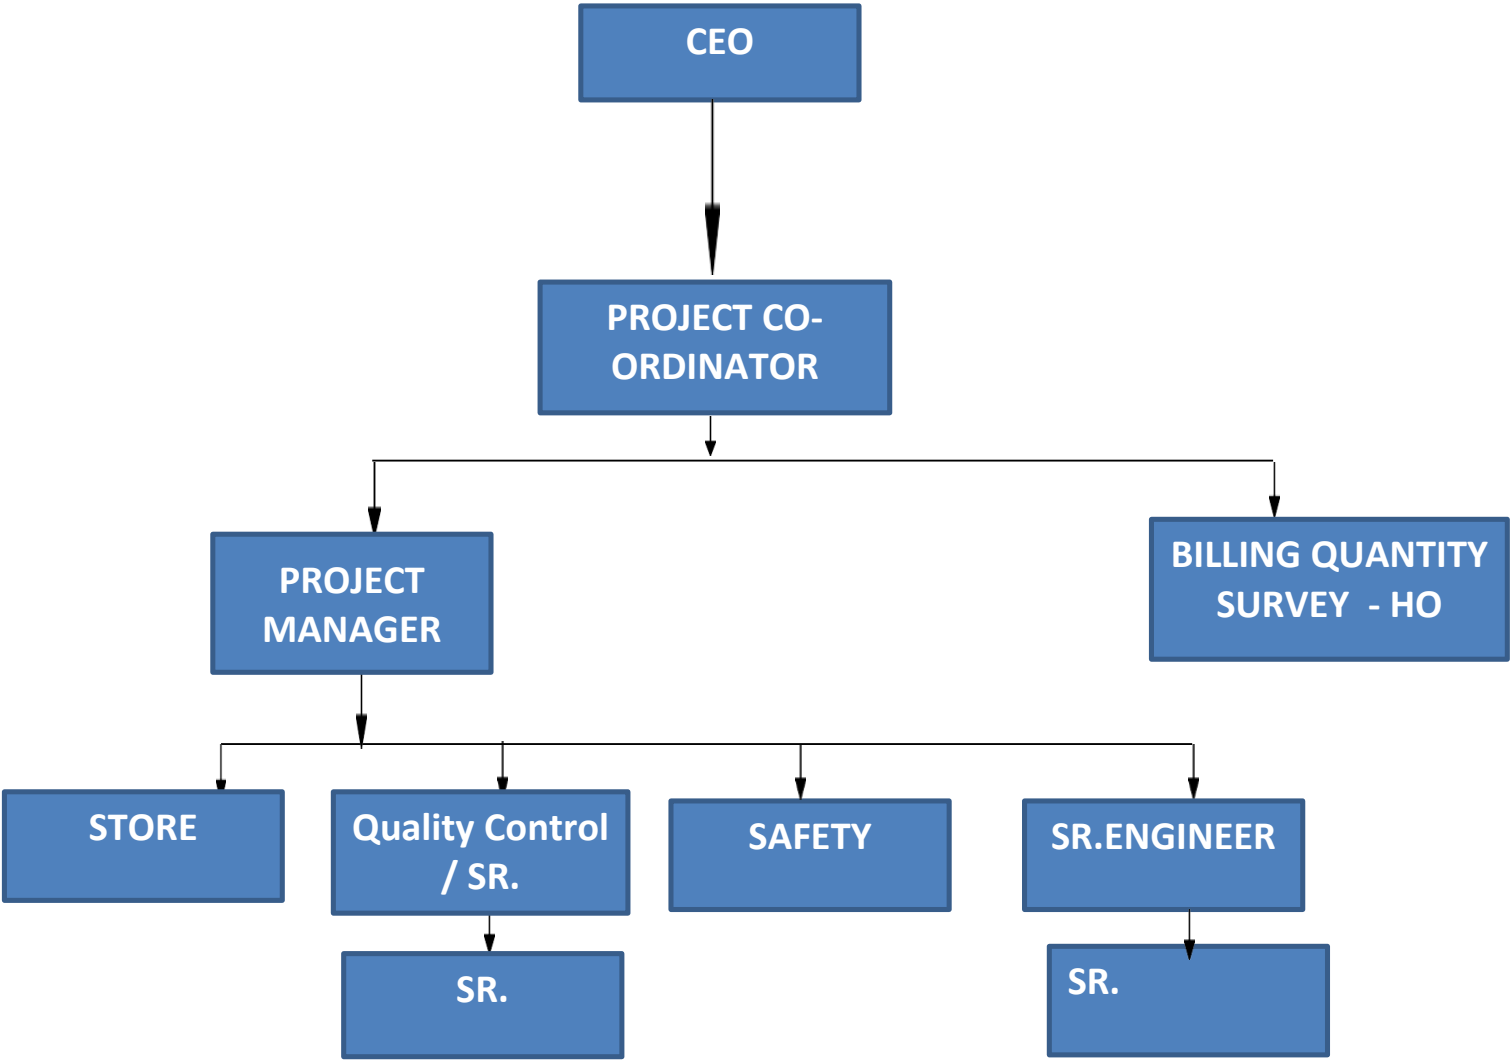 CEO
PROJECT CO-
ORDINATOR
PROJECT
MANAGER
BILLING QUANTITY
SURVEY - HO
STORE
Quality Control
/ SR.
SAFETY
SR.ENGINEER
SR.
SR.